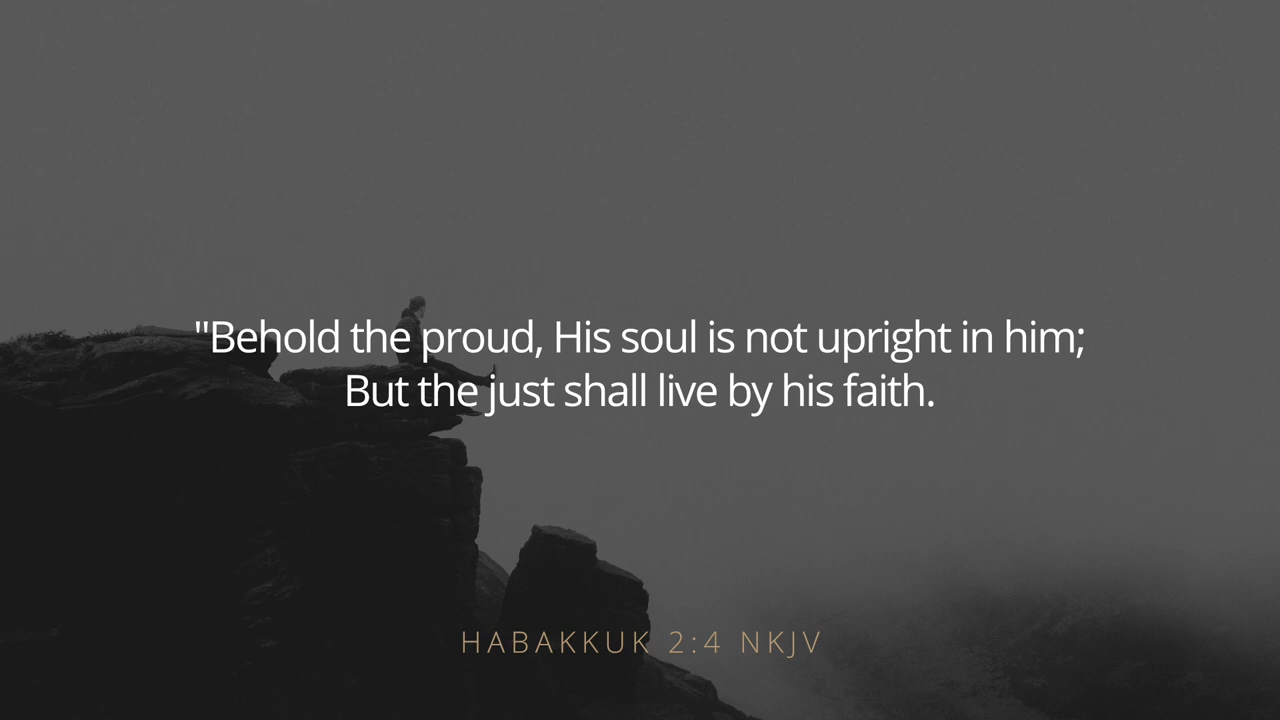 "Behold the proud, His soul is not upright in him;
But the just shall live by his faith.
HABAKKUK 2:4 NKJV